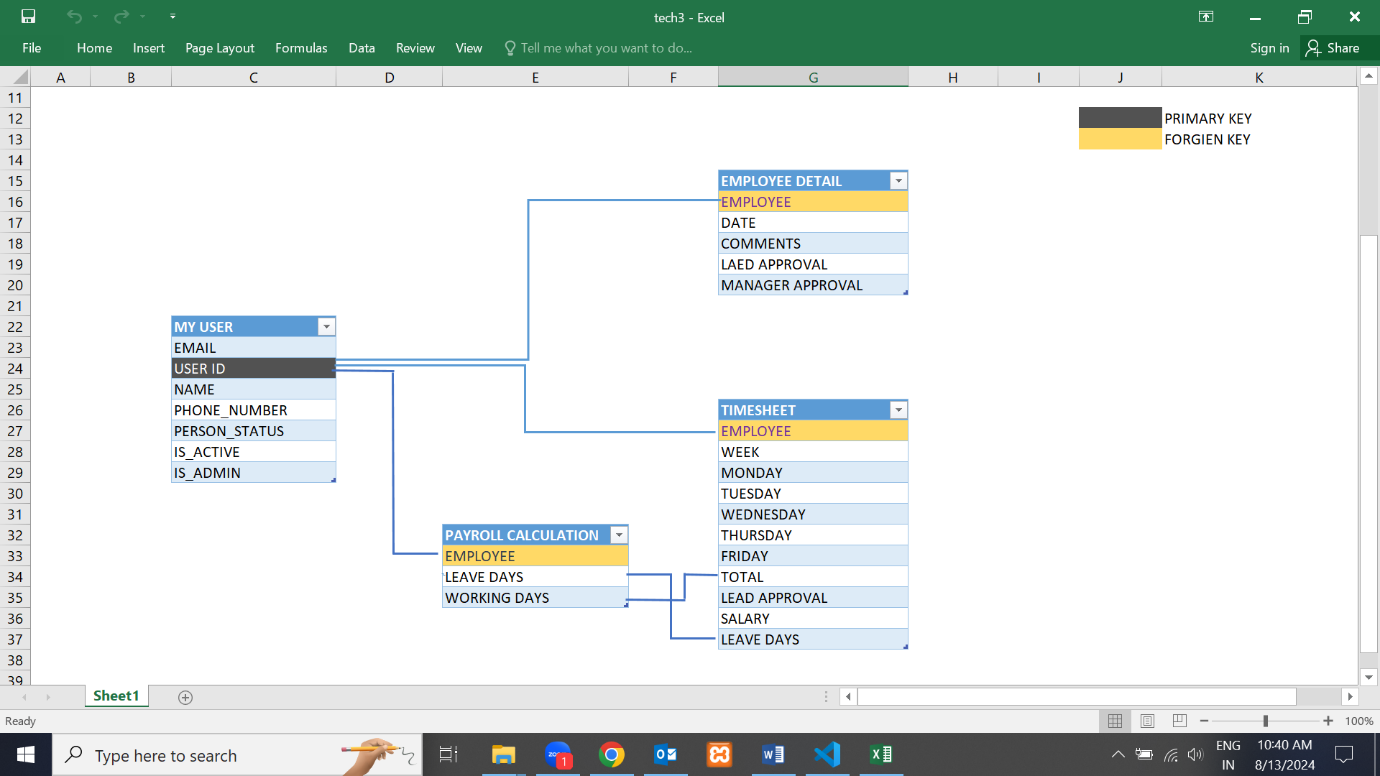 tech3 - Excel
File Home Insert Page Layout Formulas Data Review View Tell me what you want to do... Sign in Share
A B C D E F G H I J K
11
12 PRIMARY KEY
13 FORGIEN KEY
14
15 EMPLOYEE DETAIL
16 EMPLOYEE
17 DATE
18 COMMENTS
19 LAED APPROVAL
20 MANAGER APPROVAL
21
22 MY USER
23 EMAIL
24 USER ID
25 NAME
26 PHONE_NUMBER TIMESHEET
27 PERSON_STATUS EMPLOYEE
28 IS_ACTIVE WEEK
29 IS_ADMIN MONDAY
30 TUESDAY
31 WEDNESDAY
32 PAYROLL CALCULATION THURSDAY
33 EMPLOYEE FRIDAY
34 LEAVE DAYS TOTAL
35 WORKING DAYS LEAD APPROVAL
36 SALARY
37 LEAVE DAYS
38
39
Sheet1
Ready 100%
Type here to search zoom 1 ENG 10:40 AM
IN 8/13/2024